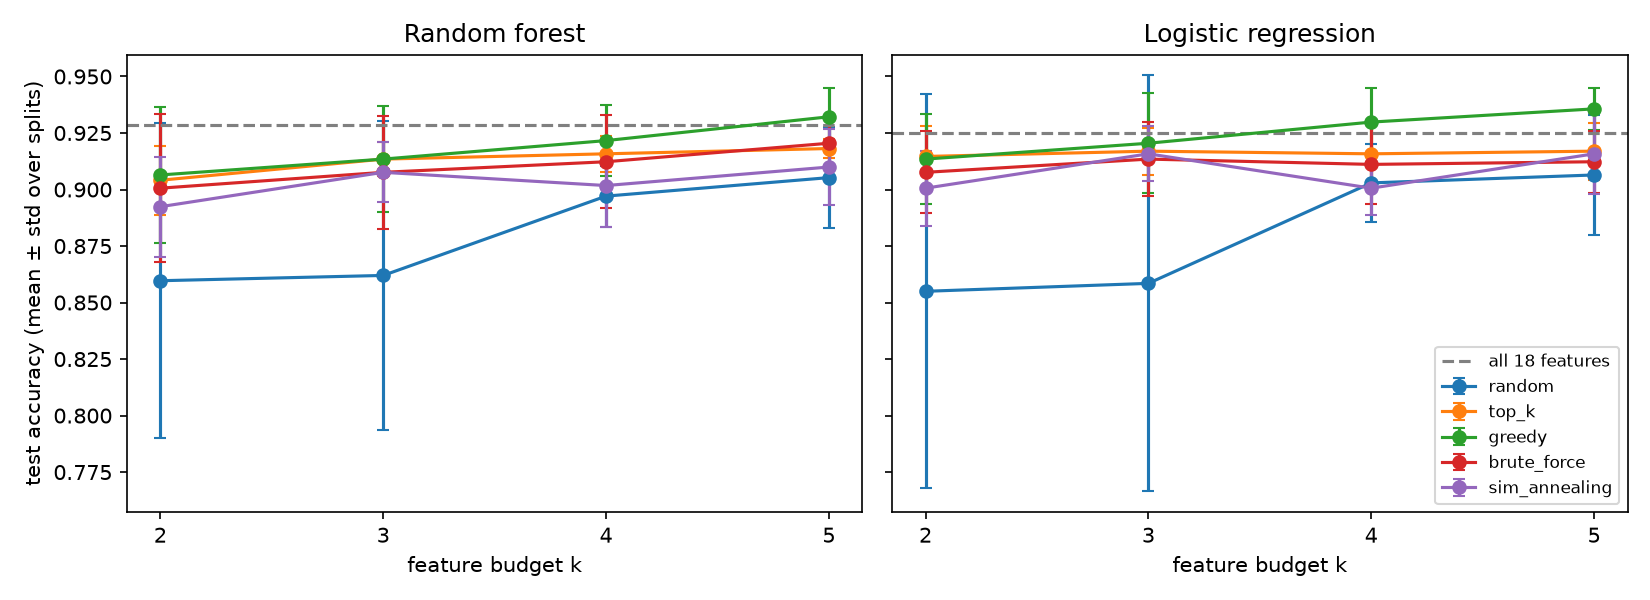 Random forest
Logistic regression
test accuracy (mean ± std over splits)
0.950
0.925
0.900
0.875
0.850
0.825
0.800
0.775
2 3 4 5
feature budget k
all 18 features
random
top_k
greedy
brute_force
sim_annealing
2 3 4 5
feature budget k